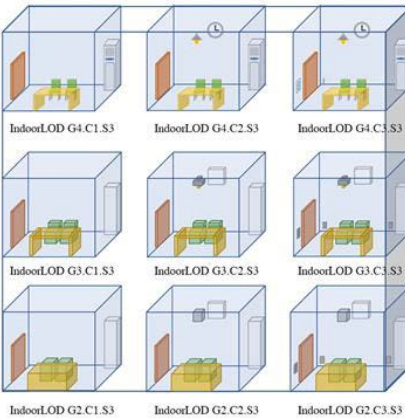 IndoorLOD G4.C1.S3 IndoorLOD G4.C2.S3 IndoorLOD G4.C3.S3
IndoorLOD G3.C1.S3 IndoorLOD G3.C2.S3 IndoorLOD G3.C3.S3
IndoorLOD G2.C1.S3 IndoorLOD G2.C2.S3 IndoorLOD G2.C3.S3